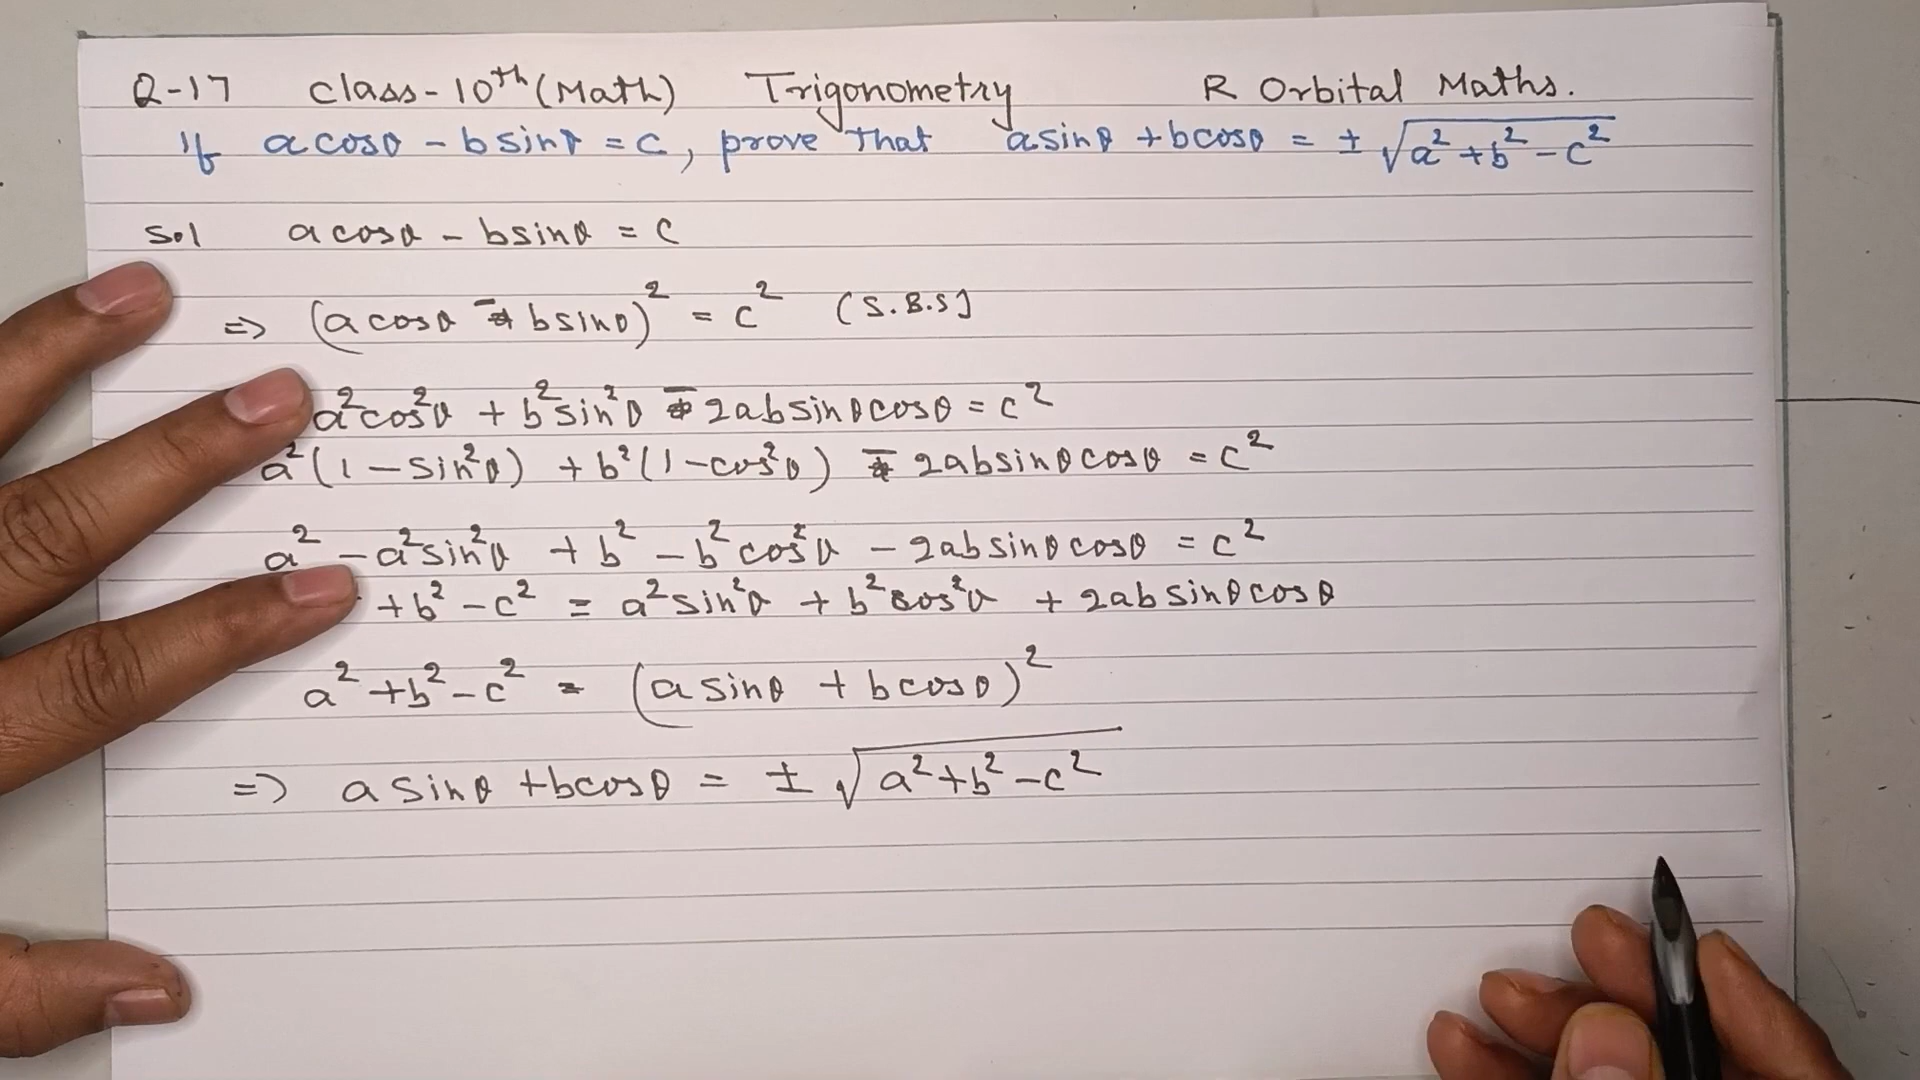 Q-17 Class-10th (Math) Trigonometry R Orbital Maths.
If a cosθ - b sinθ = c, prove that a sinθ + b cosθ = ± √(a² + b² - c²)
Sol a cosθ - b sinθ = c
=> (a cosθ - b sinθ)² = c² (S.B.S]
a²cos²θ + b²sin²θ - 2ab sinθ cosθ = c²
a²(1 - sin²θ) + b²(1 - cos²θ) - 2ab sinθ cosθ = c²
a² - a²sin²θ + b² - b²cos²θ - 2ab sinθ cosθ = c²
+ b² - c² = a²sin²θ + b²cos²θ + 2ab sinθ cosθ
a² + b² - c² = (a sinθ + b cosθ)²
=> a sinθ + b cosθ = ± √(a² + b² - c²)